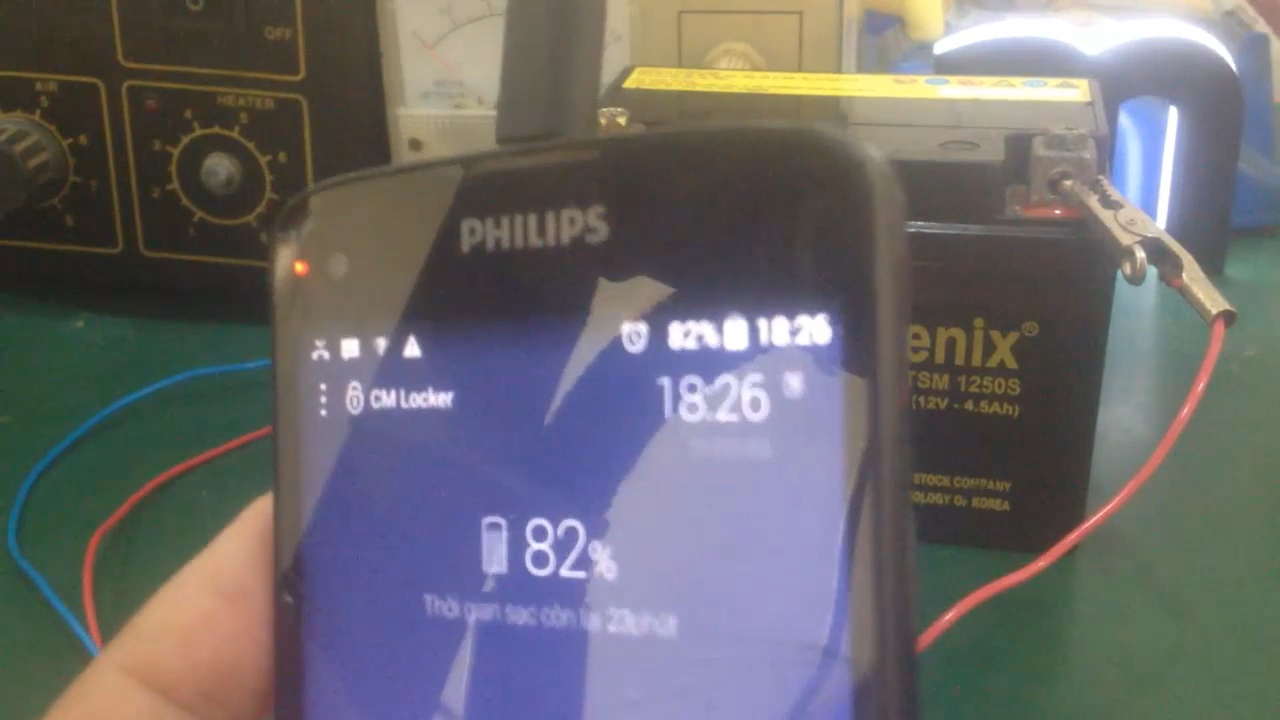 OFF
AIR
HEATER
PHILIPS
82% 18:26
CM Locker
18:26
82%
Thời gian sạc còn lại 23phút
enix®
TSM 1250S
(12V - 4.5Ah)
STOCK COMPANY
OLOGY OF KOREA